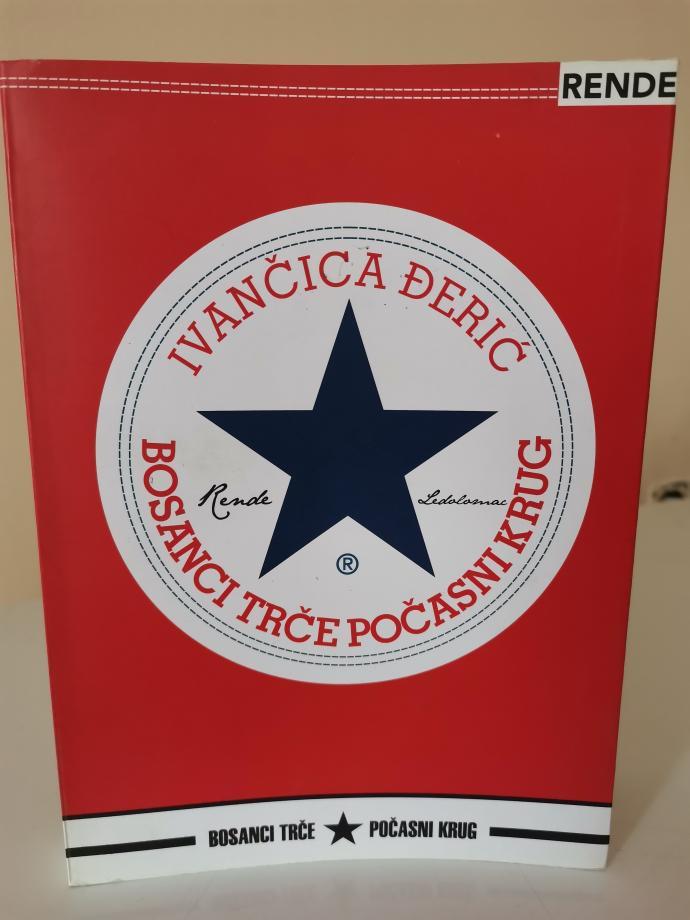 RENDE
IVANČICA ĐERIĆ
Rende
Ledolomac
BOSANCI TRČE POČASNI KRUG
®
BOSANCI TRČE ★ POČASNI KRUG